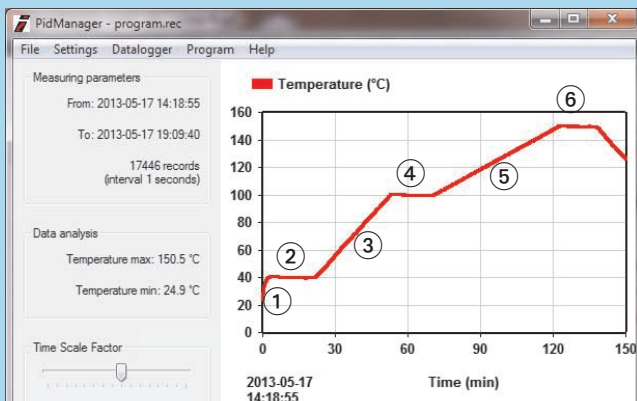 PidManager - program.rec
File Settings Datalogger Program Help
Measuring parameters
From: 2013-05-17 14:18:55
To: 2013-05-17 19:09:40
17446 records
(interval 1 seconds)
Data analysis
Temperature max: 150.5 °C
Temperature min: 24.9 °C
Time Scale Factor
Temperature (°C)
160
140
120
100
80
60
40
20
0
1
2
3
4
5
6
0 30 60 90 120 150
2013-05-17
14:18:55
Time (min)